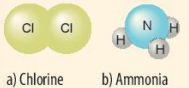 Cl Cl
N H
H H
a) Chlorine b) Ammonia